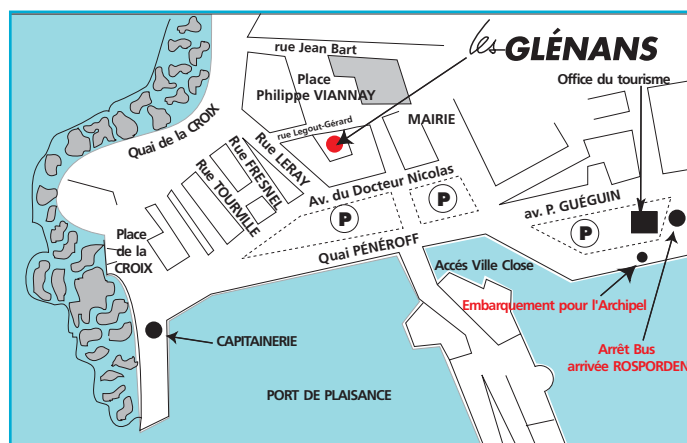 rue Jean Bart
les GLÉNANS
Place
Philippe VIANNAY
Office du tourisme
Quai de la CROIX
rue Legout-Gérard
MAIRIE
Rue LERAY
Rue FRESNEL
Rue TOURVILLE
Av. du Docteur Nicolas
P
P
av. P. GUÉGUIN
P
Place
de la
CROIX
Quai PÉNÉROFF
Accés Ville Close
Embarquement pour l'Archipel
CAPITAINERIE
Arrêt Bus
arrivée ROSPORDEN
PORT DE PLAISANCE